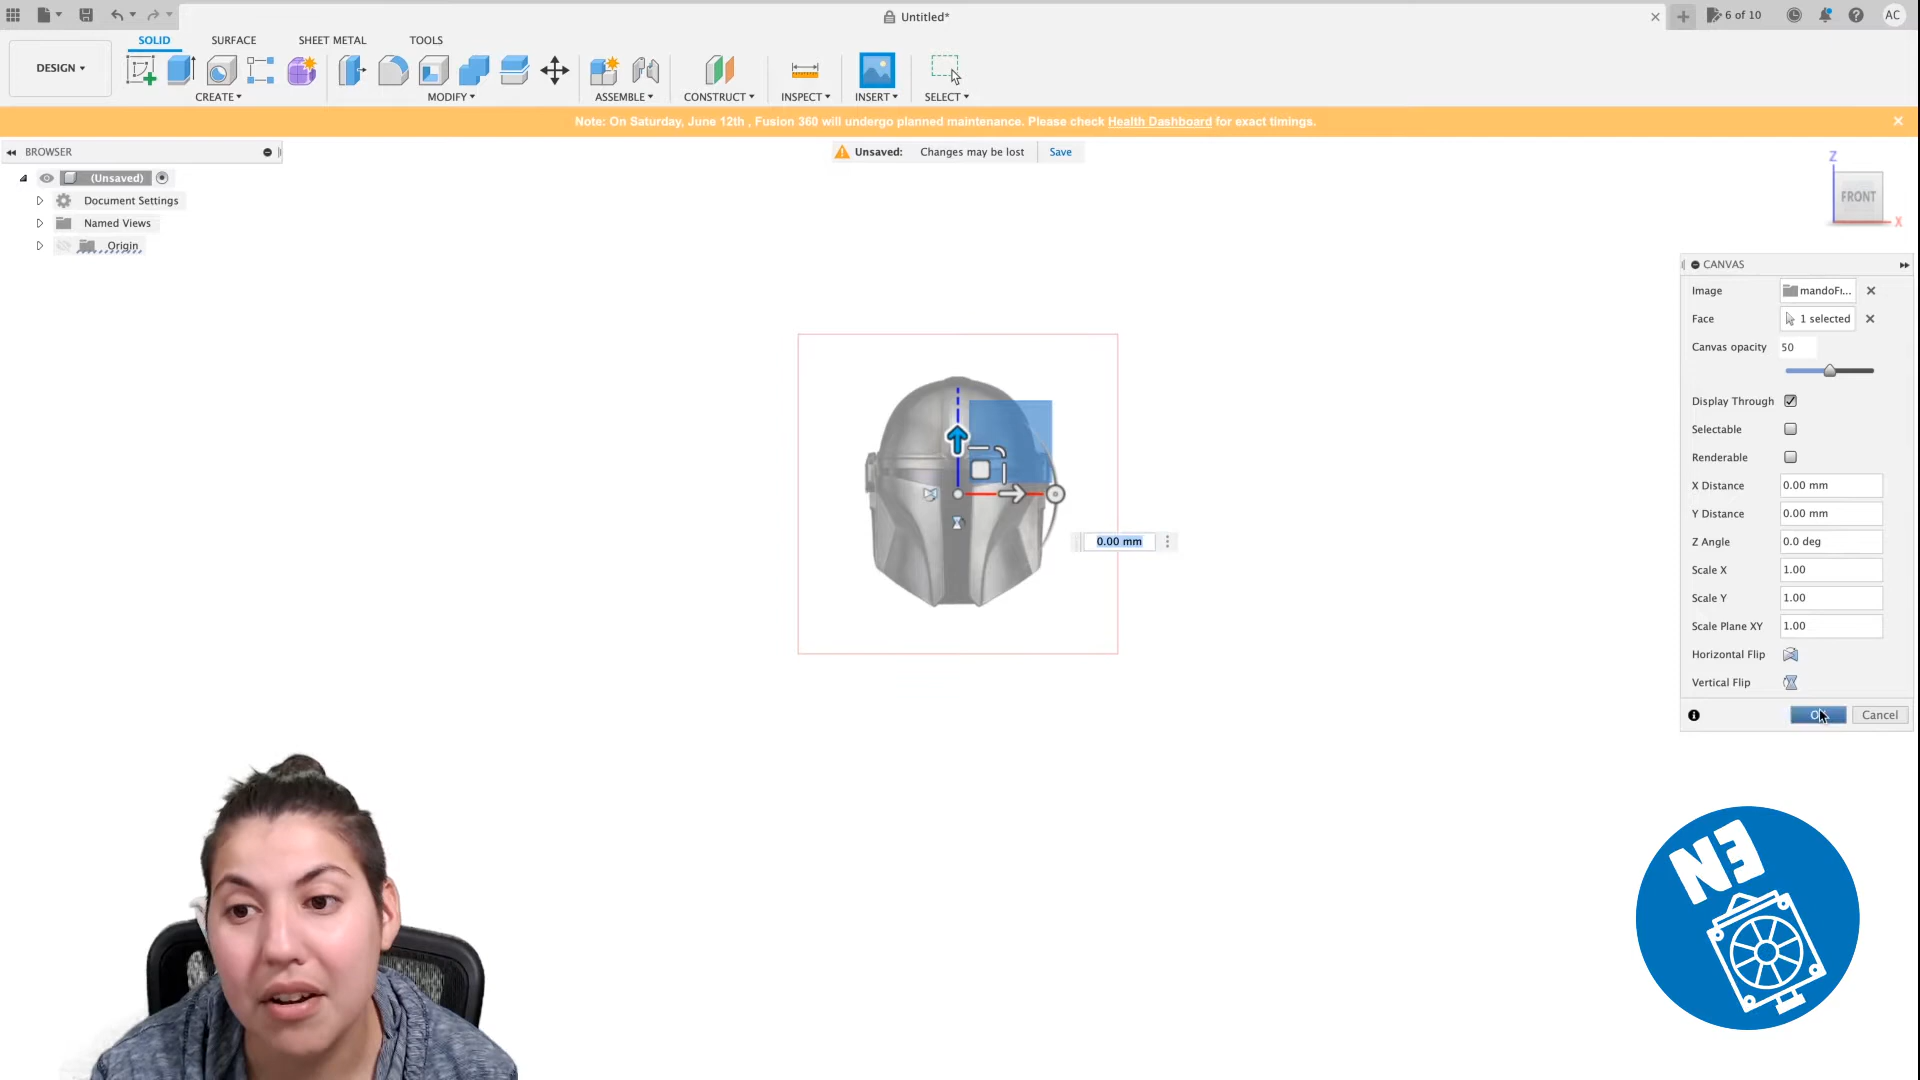 Untitled*
6 of 10
AC
DESIGN
SOLID
SURFACE
SHEET METAL
TOOLS
CREATE
MODIFY
ASSEMBLE
CONSTRUCT
INSPECT
INSERT
SELECT
Note: On Saturday, June 12th , Fusion 360 will undergo planned maintenance. Please check Health Dashboard for exact timings.
BROWSER
Unsaved: Changes may be lost Save
(Unsaved)
Document Settings
Named Views
Origin
Z
FRONT
X
CANVAS
Image
Face 1 selected
Canvas opacity 50
Display Through
Selectable
Renderable
X Distance 0.00 mm
Y Distance 0.00 mm
Z Angle 0.0 deg
Scale X 1.00
Scale Y 1.00
Scale Plane XY 1.00
Horizontal Flip
Vertical Flip
Cancel
0.00 mm
N3